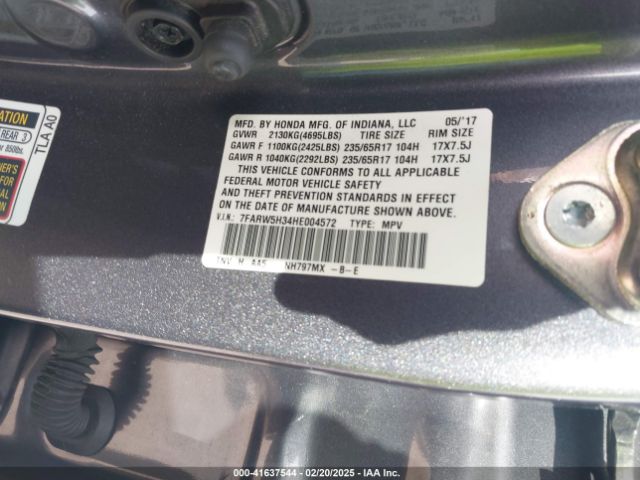 MFD. BY HONDA MFG. OF INDIANA, LLC 05/'17
GVWR 2130KG(4695LBS) TIRE SIZE RIM SIZE
GAWR F 1100KG(2425LBS) 235/65R17 104H 17X7.5J
GAWR R 1040KG(2292LBS) 235/65R17 104H 17X7.5J
THIS VEHICLE CONFORMS TO ALL APPLICABLE
FEDERAL MOTOR VEHICLE SAFETY
AND THEFT PREVENTION STANDARDS IN EFFECT
ON THE DATE OF MANUFACTURE SHOWN ABOVE.
V.I.N.: 7FARW5H34HE004572 TYPE: MPV
NH797MX -B-E
REAR 3
TLA A0
000-41637544 / 02/20/2025 / IAA Inc.